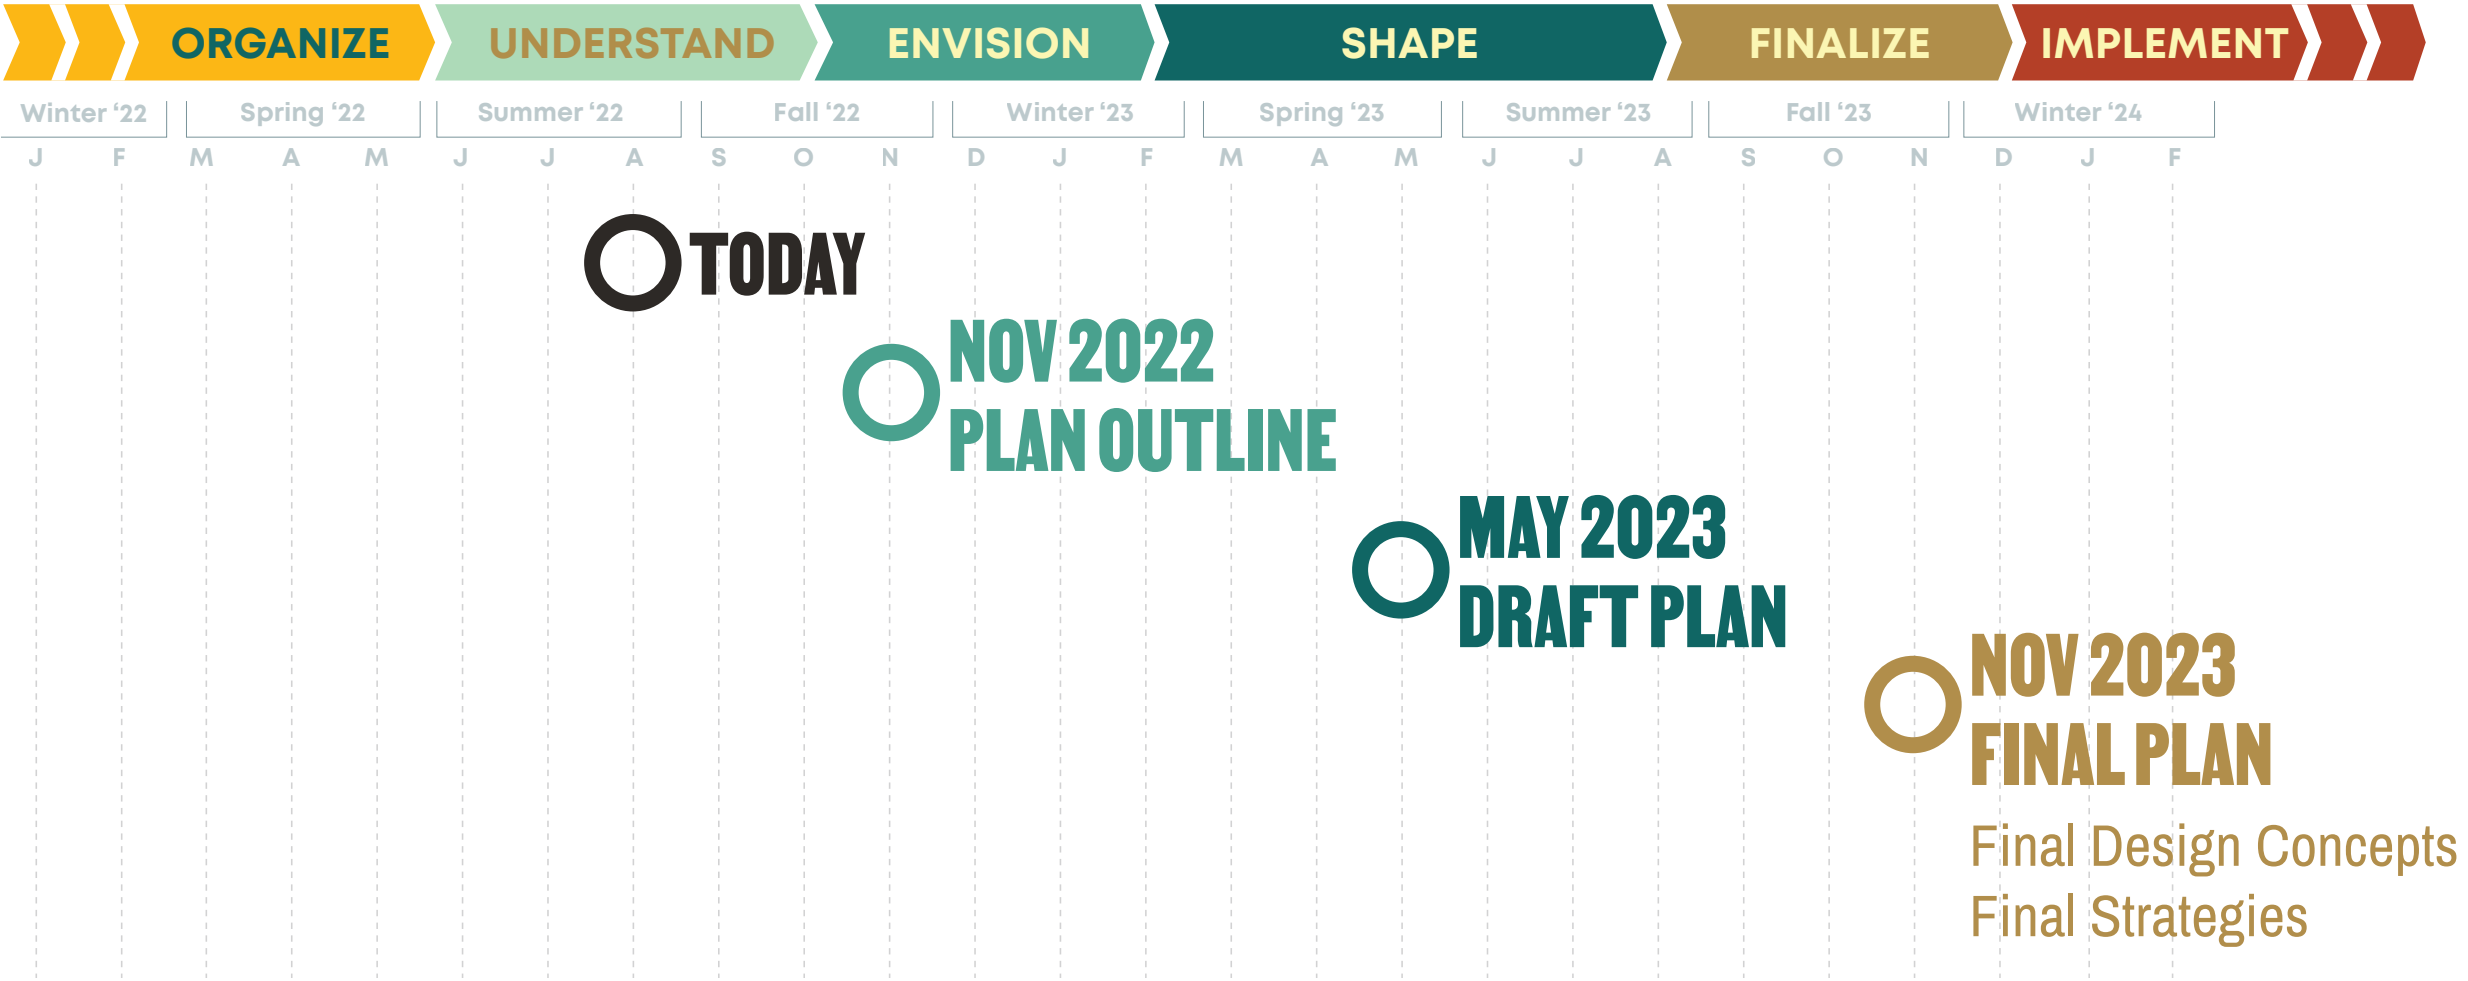 ORGANIZE UNDERSTAND ENVISION SHAPE FINALIZE IMPLEMENT
Winter ‘22 Spring ‘22 Summer ‘22 Fall ‘22 Winter ‘23 Spring ‘23 Summer ‘23 Fall ‘23 Winter ‘24
J F M A M J J A S O N D J F M A M J J A S O N D J F
TODAY
NOV 2022
PLAN OUTLINE
MAY 2023
DRAFT PLAN
NOV 2023
FINAL PLAN
Final Design Concepts
Final Strategies